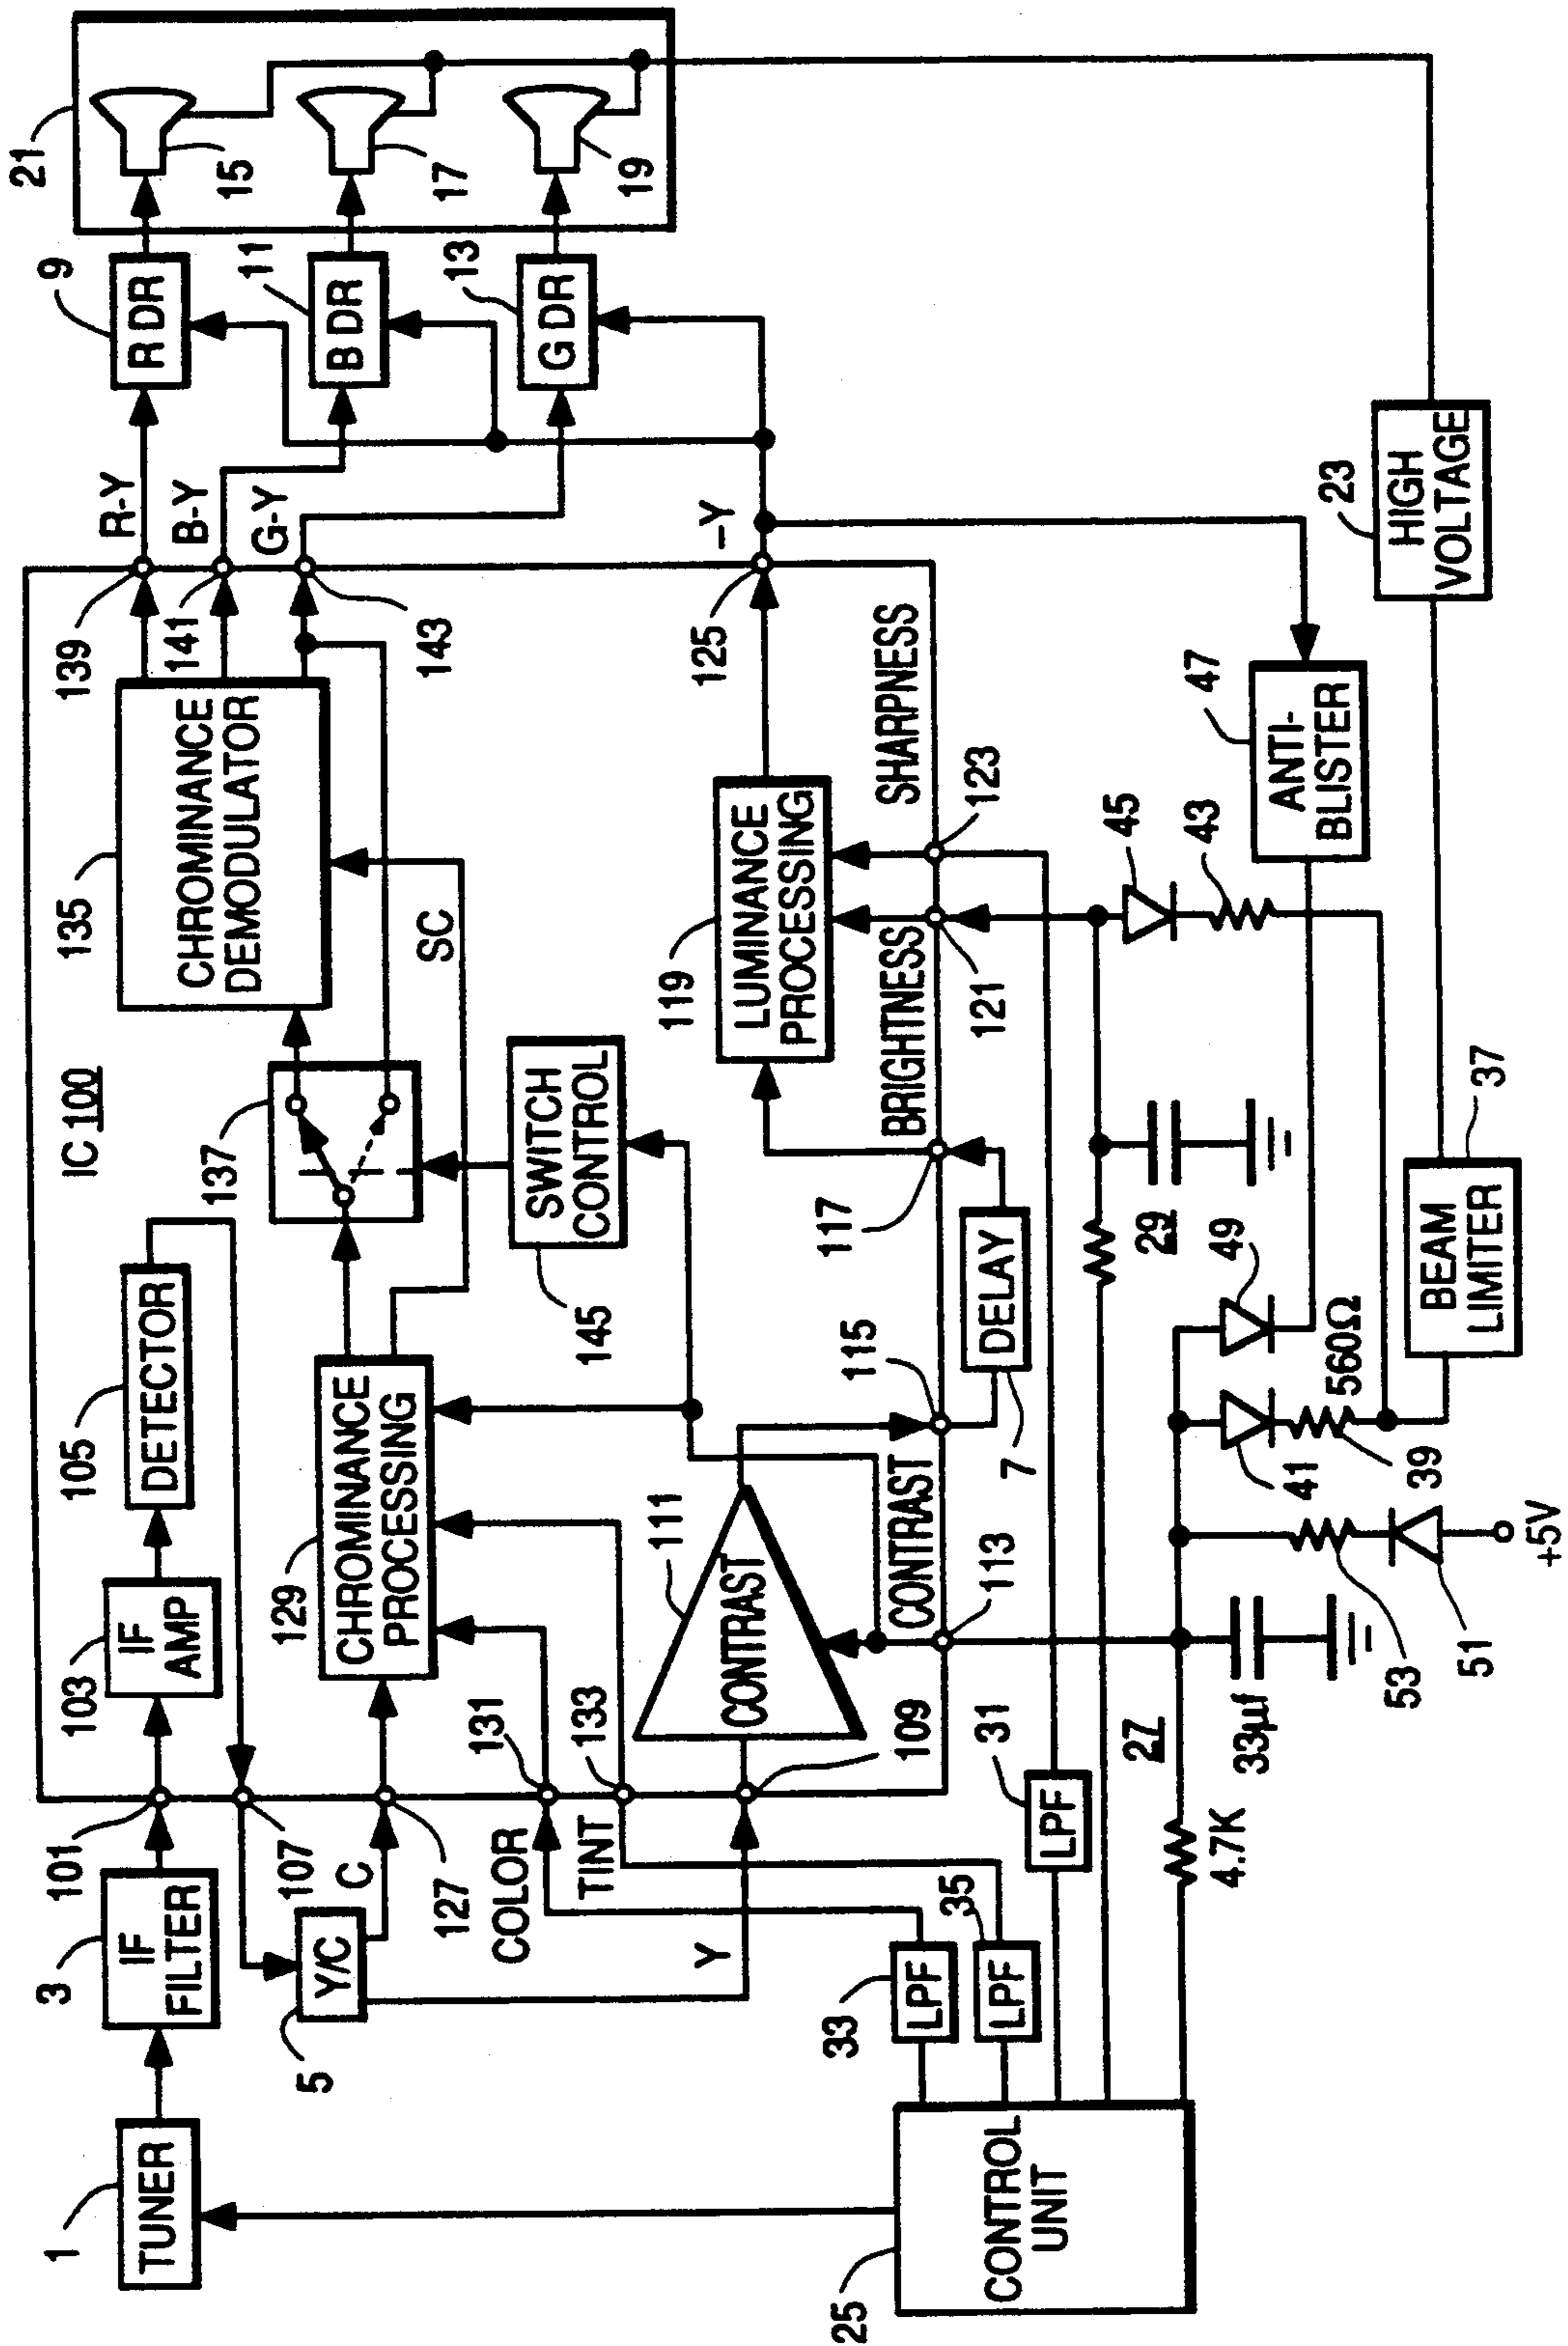 21
15
17
19
9
R DR
11
B DR
13
G DR
R-Y
B-Y
G-Y
-Y
23
HIGH
VOLTAGE
139
141
143
125
135
CHROMINANCE
DEMODULATOR
SC
IC 100
137
SWITCH
CONTROL
145
119
LUMINANCE
PROCESSING
SHARPNESS
123
BRIGHTNESS
121
117
45
43
47
ANTI-
BLISTER
105
DETECTOR
103
IF
AMP
129
CHROMINANCE
PROCESSING
111
CONTRAST
CONTRAST
113
115
DELAY
7
29
49
560Ω
41
39
37
BEAM
LIMITER
+5V
51
53
33µf
27
4.7K
101
107
C
127
COLOR
131
TINT
133
109
Y
31
LPF
3
IF
FILTER
5
Y/C
33
LPF
35
LPF
1
TUNER
25
CONTROL
UNIT